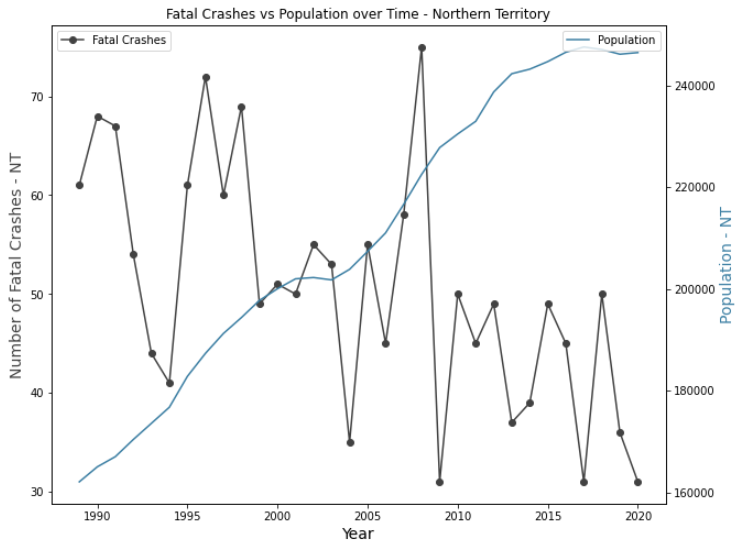 Fatal Crashes vs Population over Time - Northern Territory
Fatal Crashes
Population
Number of Fatal Crashes - NT
70
60
50
40
30
Population - NT
240000
220000
200000
180000
160000
1990 1995 2000 2005 2010 2015 2020
Year